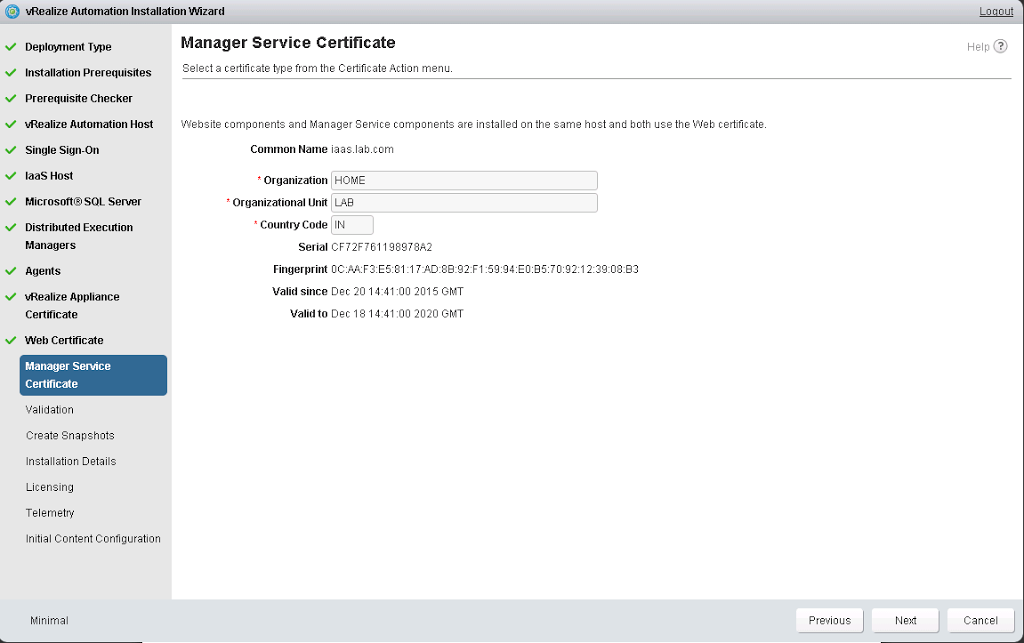 vRealize Automation Installation Wizard
Logout
Deployment Type
Installation Prerequisites
Prerequisite Checker
vRealize Automation Host
Single Sign-On
IaaS Host
Microsoft® SQL Server
Distributed Execution
Managers
Agents
vRealize Appliance
Certificate
Web Certificate
Manager Service
Certificate
Validation
Create Snapshots
Installation Details
Licensing
Telemetry
Initial Content Configuration
Manager Service Certificate
Help ?
Select a certificate type from the Certificate Action menu.
Website components and Manager Service components are installed on the same host and both use the Web certificate.
Common Name iaas.lab.com
* Organization HOME
* Organizational Unit LAB
* Country Code IN
Serial CF72F761198978A2
Fingerprint 0C:AA:F3:E5:81:17:AD:8B:92:F1:59:94:E0:B5:70:92:12:39:08:B3
Valid since Dec 20 14:41:00 2015 GMT
Valid to Dec 18 14:41:00 2020 GMT
Minimal
Previous
Next
Cancel